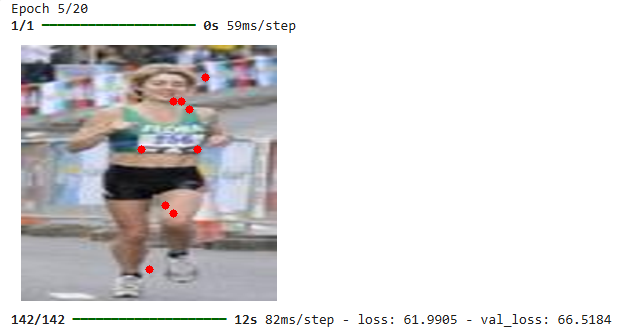 Epoch 5/20
1/1 ━━━━━━━━━━━━━━━━━━━━ 0s 59ms/step
142/142 ━━━━━━━━━━━━━━━━━━━━ 12s 82ms/step - loss: 61.9905 - val_loss: 66.5184